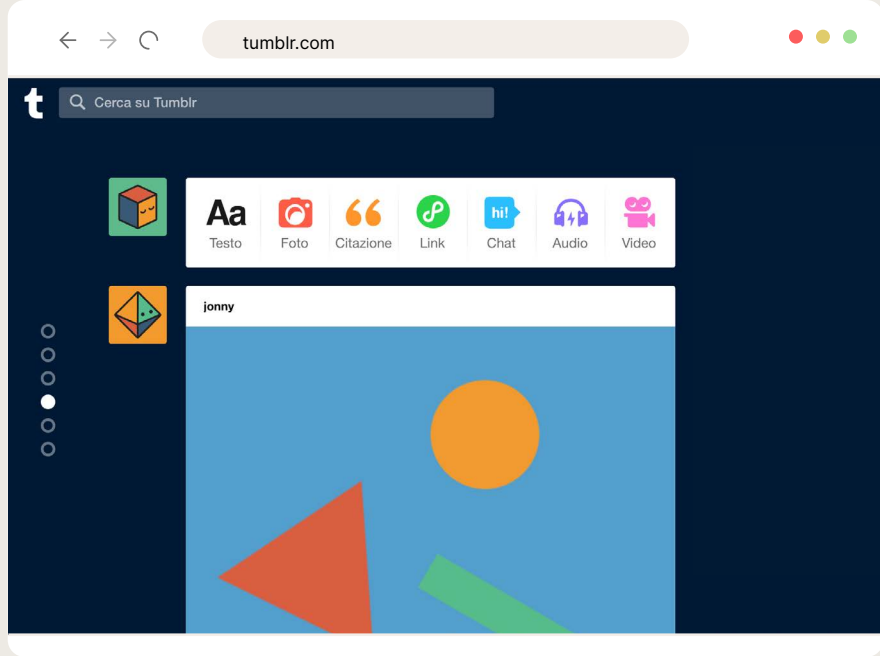 tumblr.com
t
Cerca su Tumblr
Aa
hi!
Testo
Foto
Citazione
Link
Chat
Audio
Video
jonny